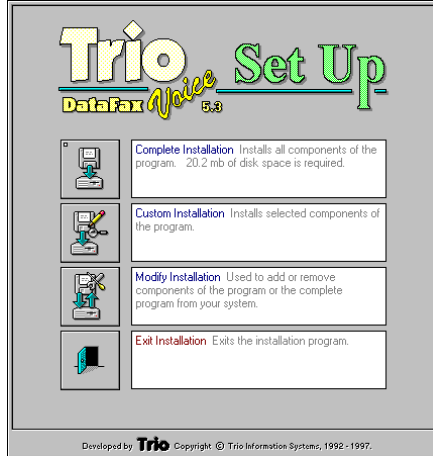 Trio Set Up
DataFax Voice 5.3
Complete Installation Installs all components of the
program. 20.2 mb of disk space is required.
Custom Installation Installs selected components of
the program.
Modify Installation Used to add or remove
components of the program or the complete
program from your system.
Exit Installation Exits the installation program.
Developed by Trio Copyright © Trio Information Systems, 1992 - 1997.